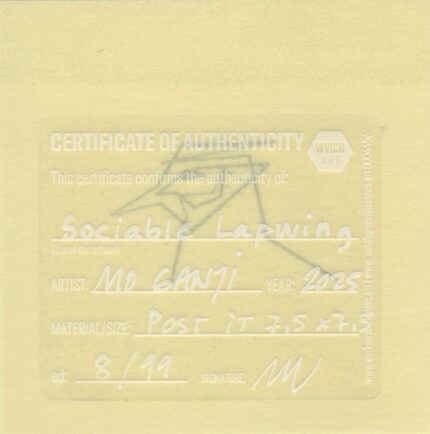 CERTIFICATE OF AUTHENTICITY
WVCR
ART
This certificate confirms the authenticity of:
Sociable Lapwing
Title of the artwork
ARTIST: MO GANJI YEAR: 2025
MATERIAL/SIZE: POST IT 7,5 x 7,5
ed: 8/99 SIGNATURE: